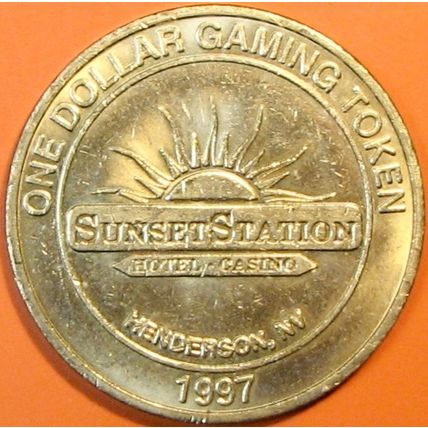 ONE DOLLAR GAMING TOKEN
SUNSETSTATION
HOTEL · CASINO
HENDERSON, NV
1997